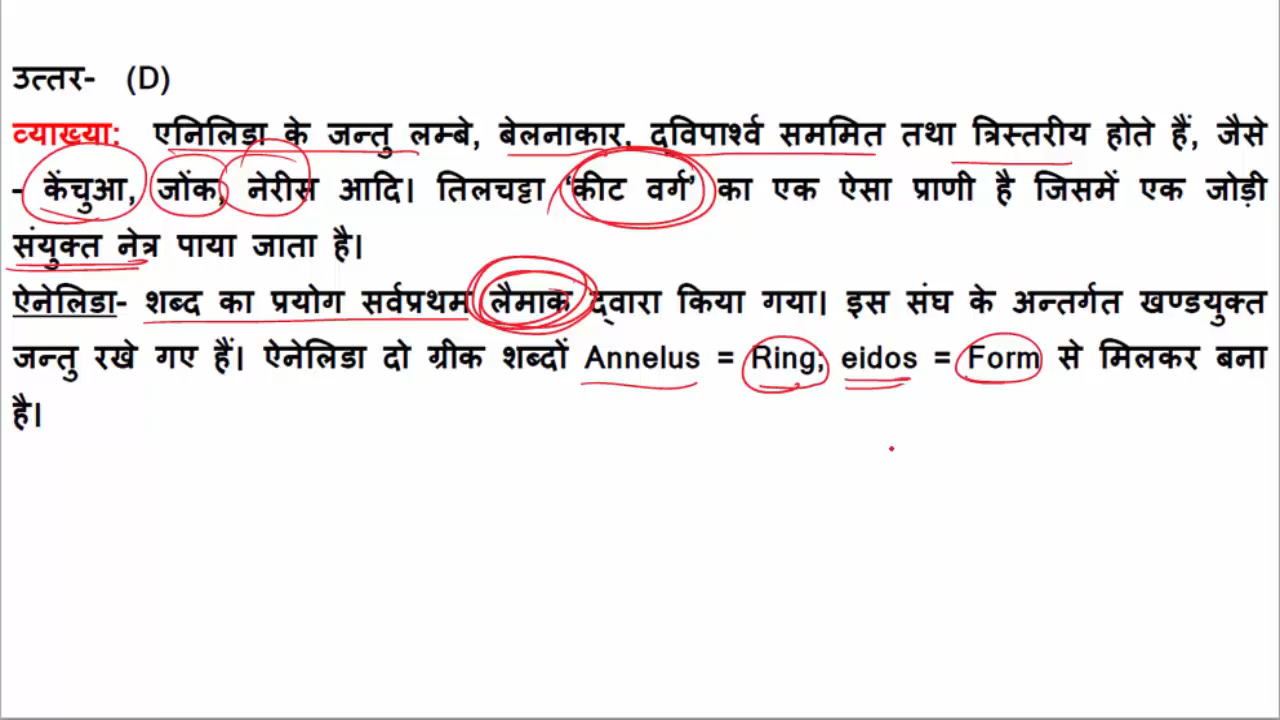 उत्तर- (D)
व्याख्या: एनिलिडा के जन्तु लम्बे, बेलनाकार, द्विपार्श्व सममित तथा त्रिस्तरीय होते हैं, जैसे
- केंचुआ, जोंक, नेरीस आदि। तिलचट्टा ‘कीट वर्ग’ का एक ऐसा प्राणी है जिसमें एक जोड़ी
संयुक्त नेत्र पाया जाता है।
ऐनेलिडा- शब्द का प्रयोग सर्वप्रथम लैमाक द्वारा किया गया। इस संघ के अन्तर्गत खण्डयुक्त
जन्तु रखे गए हैं। ऐनेलिडा दो ग्रीक शब्दों Annelus = Ring; eidos = Form से मिलकर बना
है।